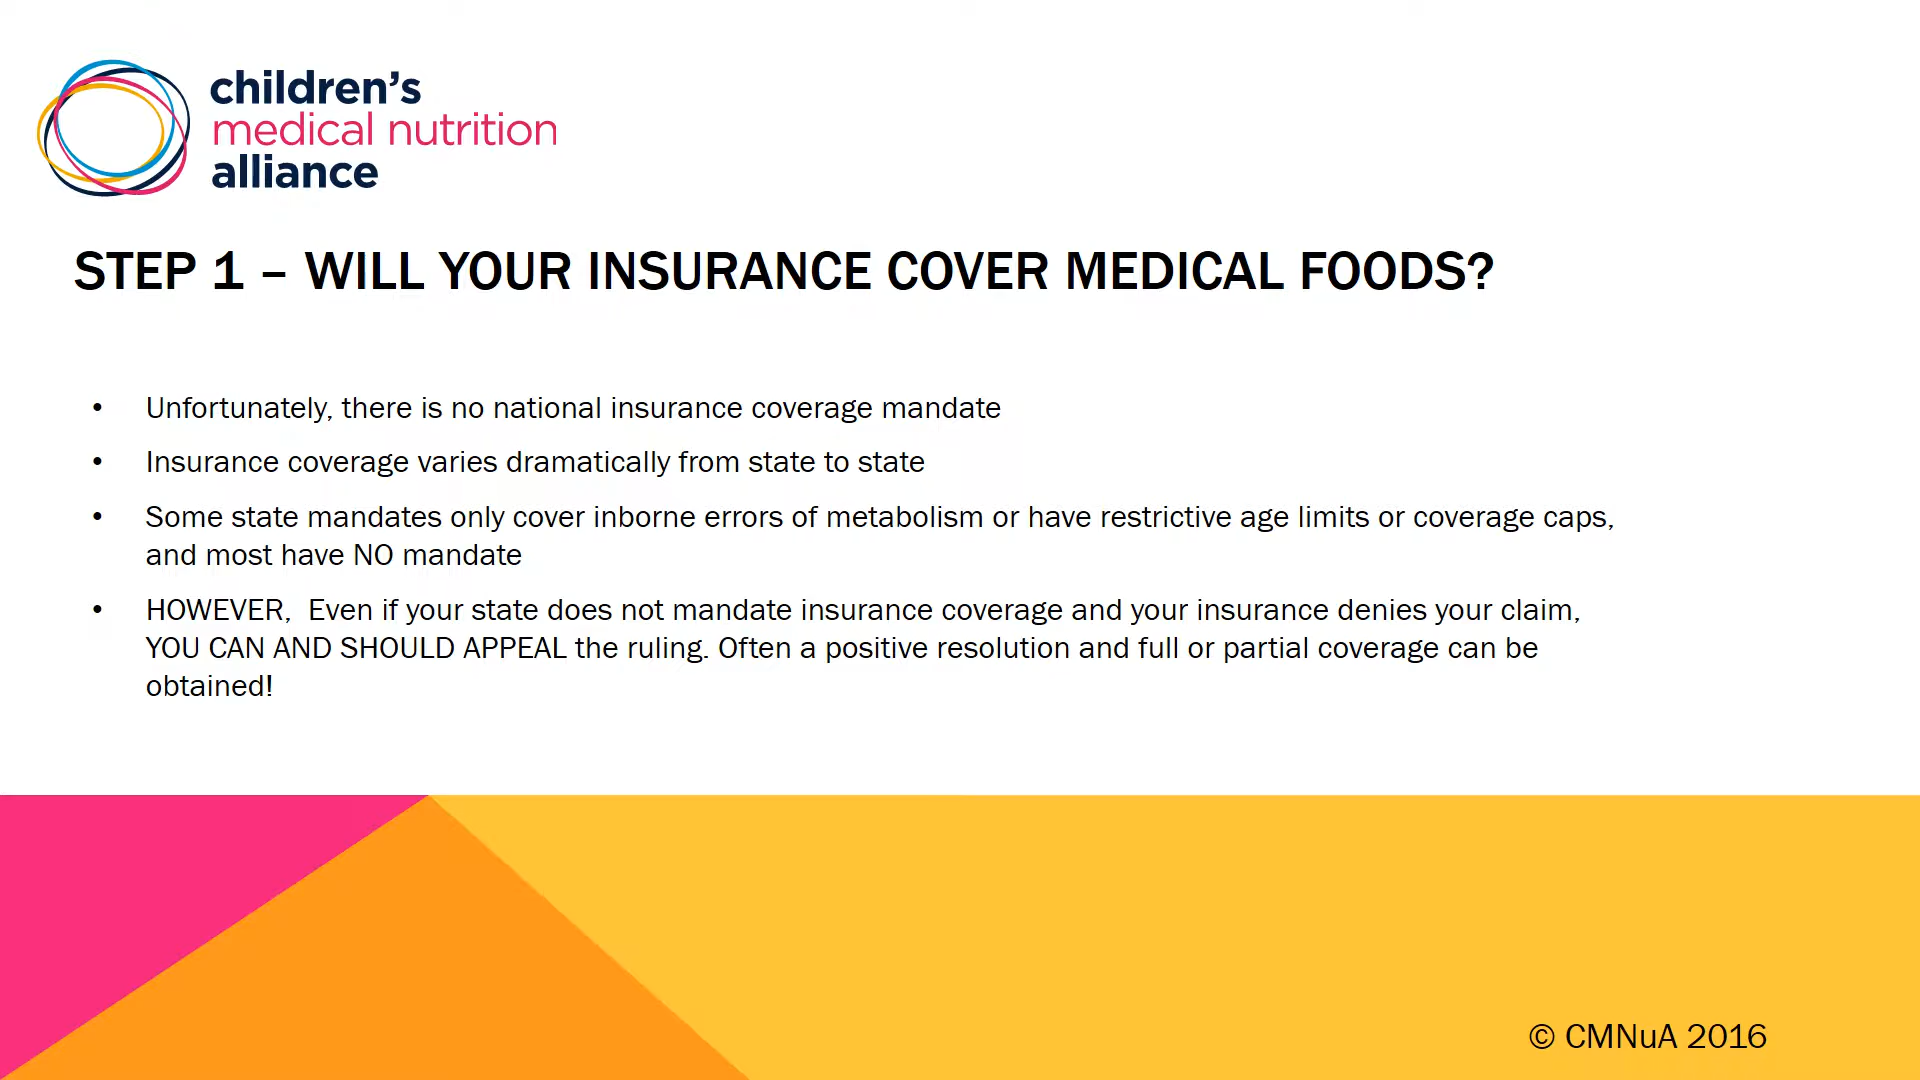 children's
medical nutrition
alliance
STEP 1 – WILL YOUR INSURANCE COVER MEDICAL FOODS?
• Unfortunately, there is no national insurance coverage mandate
• Insurance coverage varies dramatically from state to state
• Some state mandates only cover inborne errors of metabolism or have restrictive age limits or coverage caps,
and most have NO mandate
• HOWEVER,  Even if your state does not mandate insurance coverage and your insurance denies your claim,
YOU CAN AND SHOULD APPEAL the ruling. Often a positive resolution and full or partial coverage can be
obtained!
© CMNuA 2016